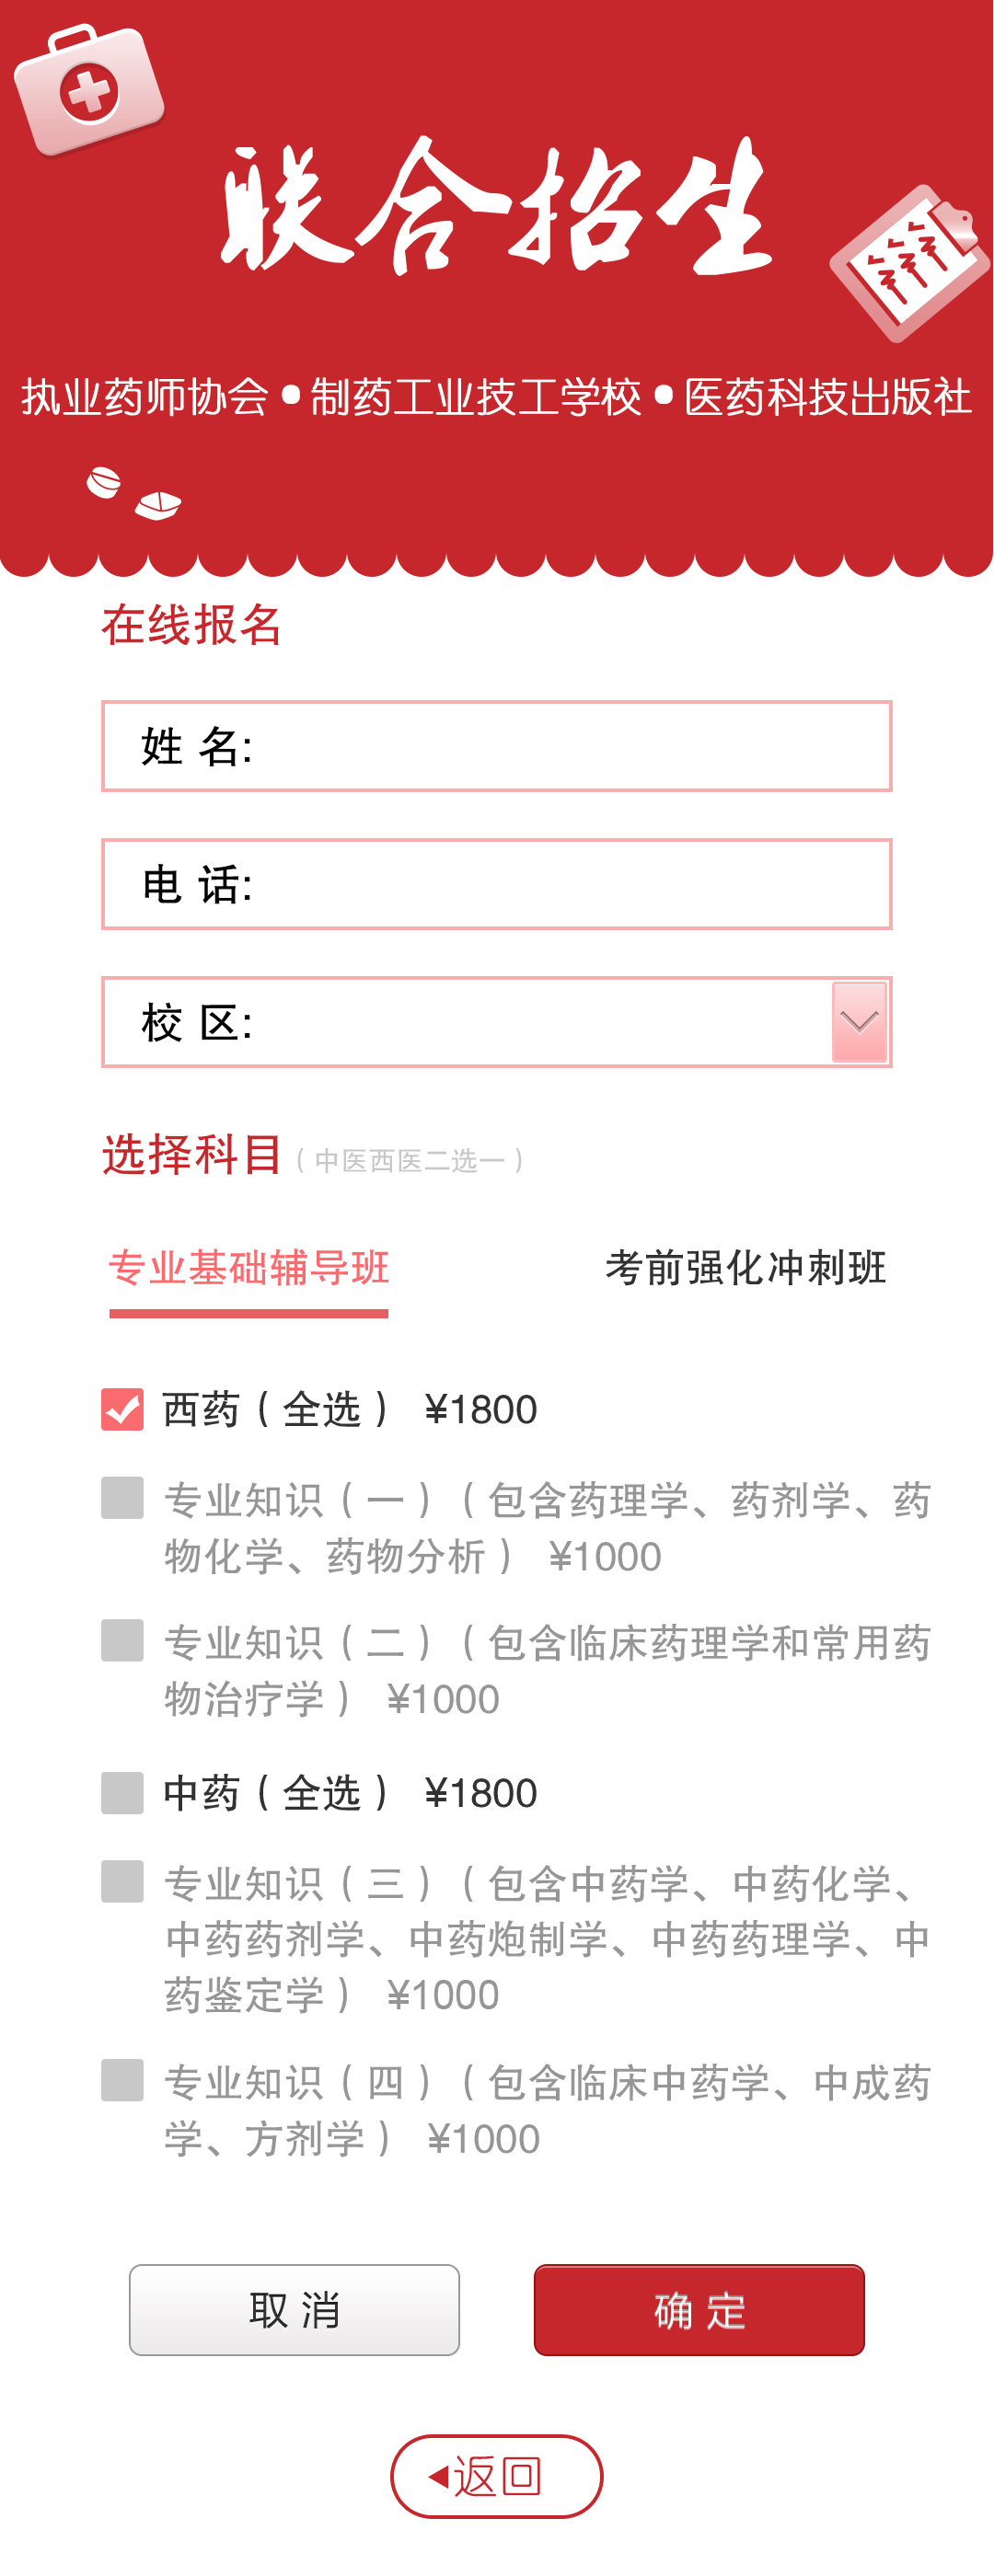 联合招生
执业药师协会•制药工业技工学校•医药科技出版社
在线报名
姓 名:
电 话:
校 区:
选择科目（中医西医二选一）
专业基础辅导班 考前强化冲刺班
西药（全选） ¥1800
专业知识（一）（包含药理学、药剂学、药
物化学、药物分析） ¥1000
专业知识（二）（包含临床药理学和常用药
物治疗学） ¥1000
中药（全选） ¥1800
专业知识（三）（包含中药学、中药化学、
中药药剂学、中药炮制学、中药药理学、中
药鉴定学） ¥1000
专业知识（四）（包含临床中药学、中成药
学、方剂学） ¥1000
取 消 确 定
返回